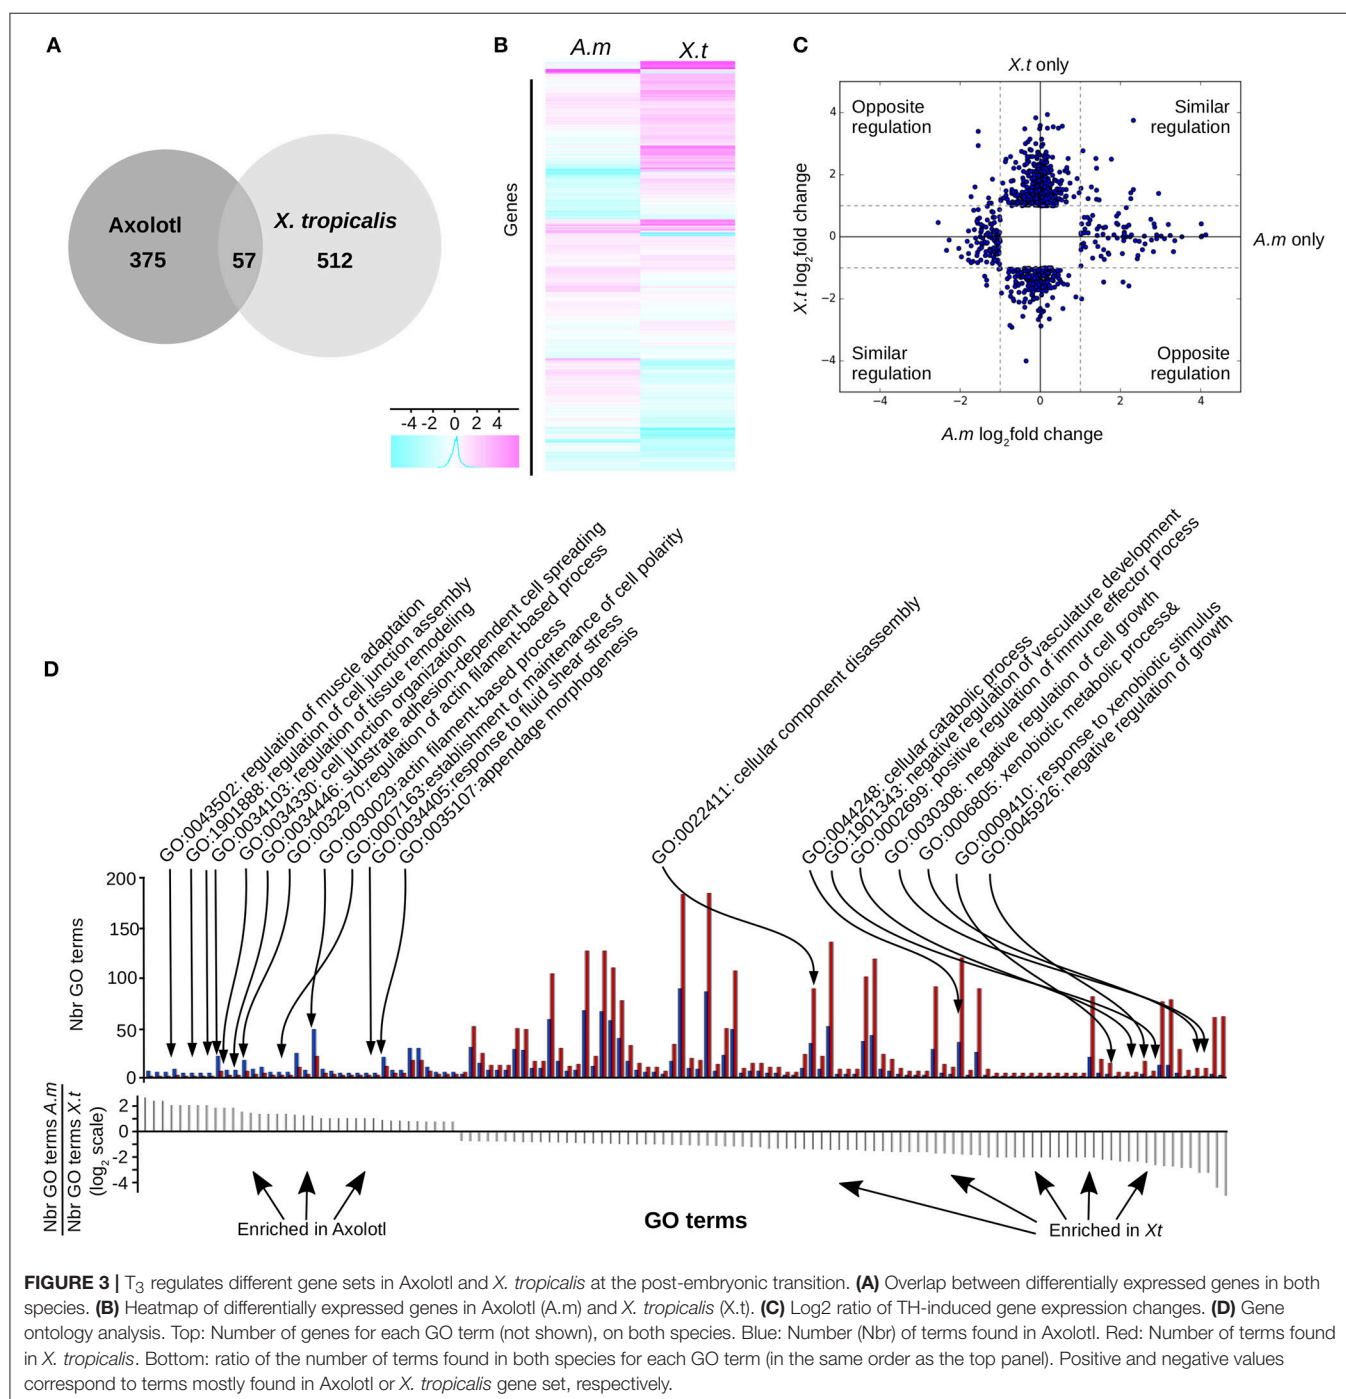 A
B
C
A.m
X.t
X.t only
Opposite
regulation
Similar
regulation
Axolotl
375
57
X. tropicalis
512
Genes
X.t log2fold change
4
2
0
−2
−4
A.m only
Similar
regulation
Opposite
regulation
−4
−2
0
2
4
A.m log2fold change
-4 -2 0 2 4
D
GO:0043502: regulation of muscle adaptation
GO:1901888: regulation of cell junction assembly
GO:0034103: regulation of tissue remodeling
GO:0034330: cell junction organization
GO:0034446: substrate adhesion-dependent cell spreading
GO:0032970:regulation of actin filament-based process
GO:0030029:actin filament-based process
GO:0007163:establishment or maintenance of cell polarity
GO:0034405:response to fluid shear stress
GO:0035107:appendage morphogenesis
GO:0022411: cellular component disassembly
GO:0044248: cellular catabolic process
GO:1901343: negative regulation of vasculature development
GO:0002699: positive regulation of immune effector process
GO:0030308: negative regulation of cell growth
GO:0006805: xenobiotic metabolic process&
GO:0009410: response to xenobiotic stimulus
GO:0045926: negative regulation of growth
Nbr GO terms
200
150
100
50
0
Nbr GO terms A.m
Nbr GO terms X.t
(log2 scale)
2
0
-2
-4
Enriched in Axolotl
GO terms
Enriched in Xt
FIGURE 3 | T3 regulates different gene sets in Axolotl and X. tropicalis at the post-embryonic transition. (A) Overlap between differentially expressed genes in both
species. (B) Heatmap of differentially expressed genes in Axolotl (A.m) and X. tropicalis (X.t). (C) Log2 ratio of TH-induced gene expression changes. (D) Gene
ontology analysis. Top: Number of genes for each GO term (not shown), on both species. Blue: Number (Nbr) of terms found in Axolotl. Red: Number of terms found
in X. tropicalis. Bottom: ratio of the number of terms found in both species for each GO term (in the same order as the top panel). Positive and negative values
correspond to terms mostly found in Axolotl or X. tropicalis gene set, respectively.